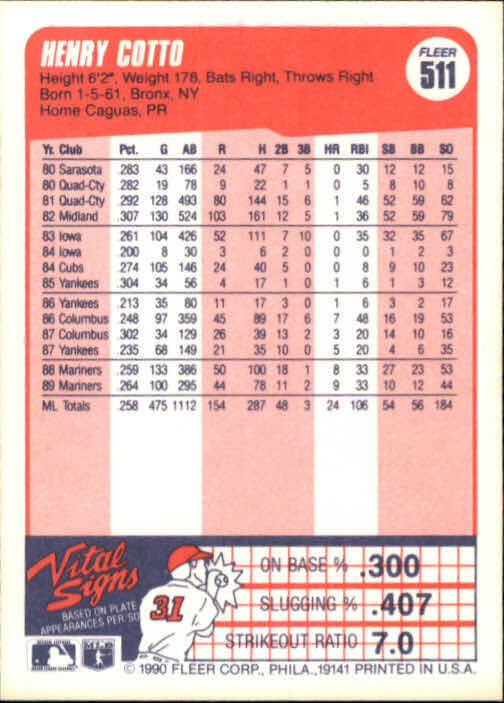 HENRY COTTO
FLEER
511
Height 6'2", Weight 178, Bats Right, Throws Right
Born 1-5-61, Bronx, NY
Home Caguas, PR
Yr. Club Pct. G AB R H 2B 3B HR RBI SB BB SO
80 Sarasota .283 43 166 24 47 7 5 0 30 12 12 15
80 Quad-Cty .282 19 78 9 22 1 1 0 5 8 10 8
81 Quad-Cty .292 128 493 80 144 15 6 1 46 52 59 62
82 Midland .307 130 524 103 161 12 5 1 36 52 59 79
83 Iowa .261 104 426 52 111 7 10 0 35 32 35 67
84 Iowa .200 8 30 3 6 2 0 0 0 1 2 3
84 Cubs .274 105 146 24 40 5 0 0 8 9 10 23
85 Yankees .304 34 56 4 17 1 0 1 6 1 3 12
86 Yankees .213 35 80 11 17 3 0 1 6 3 2 17
86 Columbus .248 97 359 45 89 17 6 7 48 16 19 53
87 Columbus .302 34 129 26 39 13 2 3 20 14 10 16
87 Yankees .235 68 149 21 35 10 0 5 20 4 6 35
88 Mariners .259 133 386 50 100 18 1 8 33 27 23 53
89 Mariners .264 100 295 44 78 11 2 9 33 10 12 44
ML Totals .258 475 1112 154 287 48 3 24 106 54 56 184
Vital Signs
BASED ON PLATE
APPEARANCES PER/SO
31
ON BASE % .300
SLUGGING % .407
STRIKEOUT RATIO 7.0
© 1990 FLEER CORP., PHILA., 19141 PRINTED IN U.S.A.